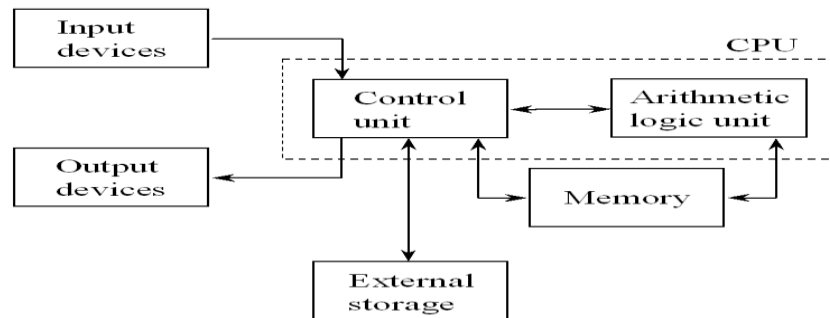 Input
devices
CPU
Control
unit
Arithmetic
logic unit
Output
devices
Memory
External
storage